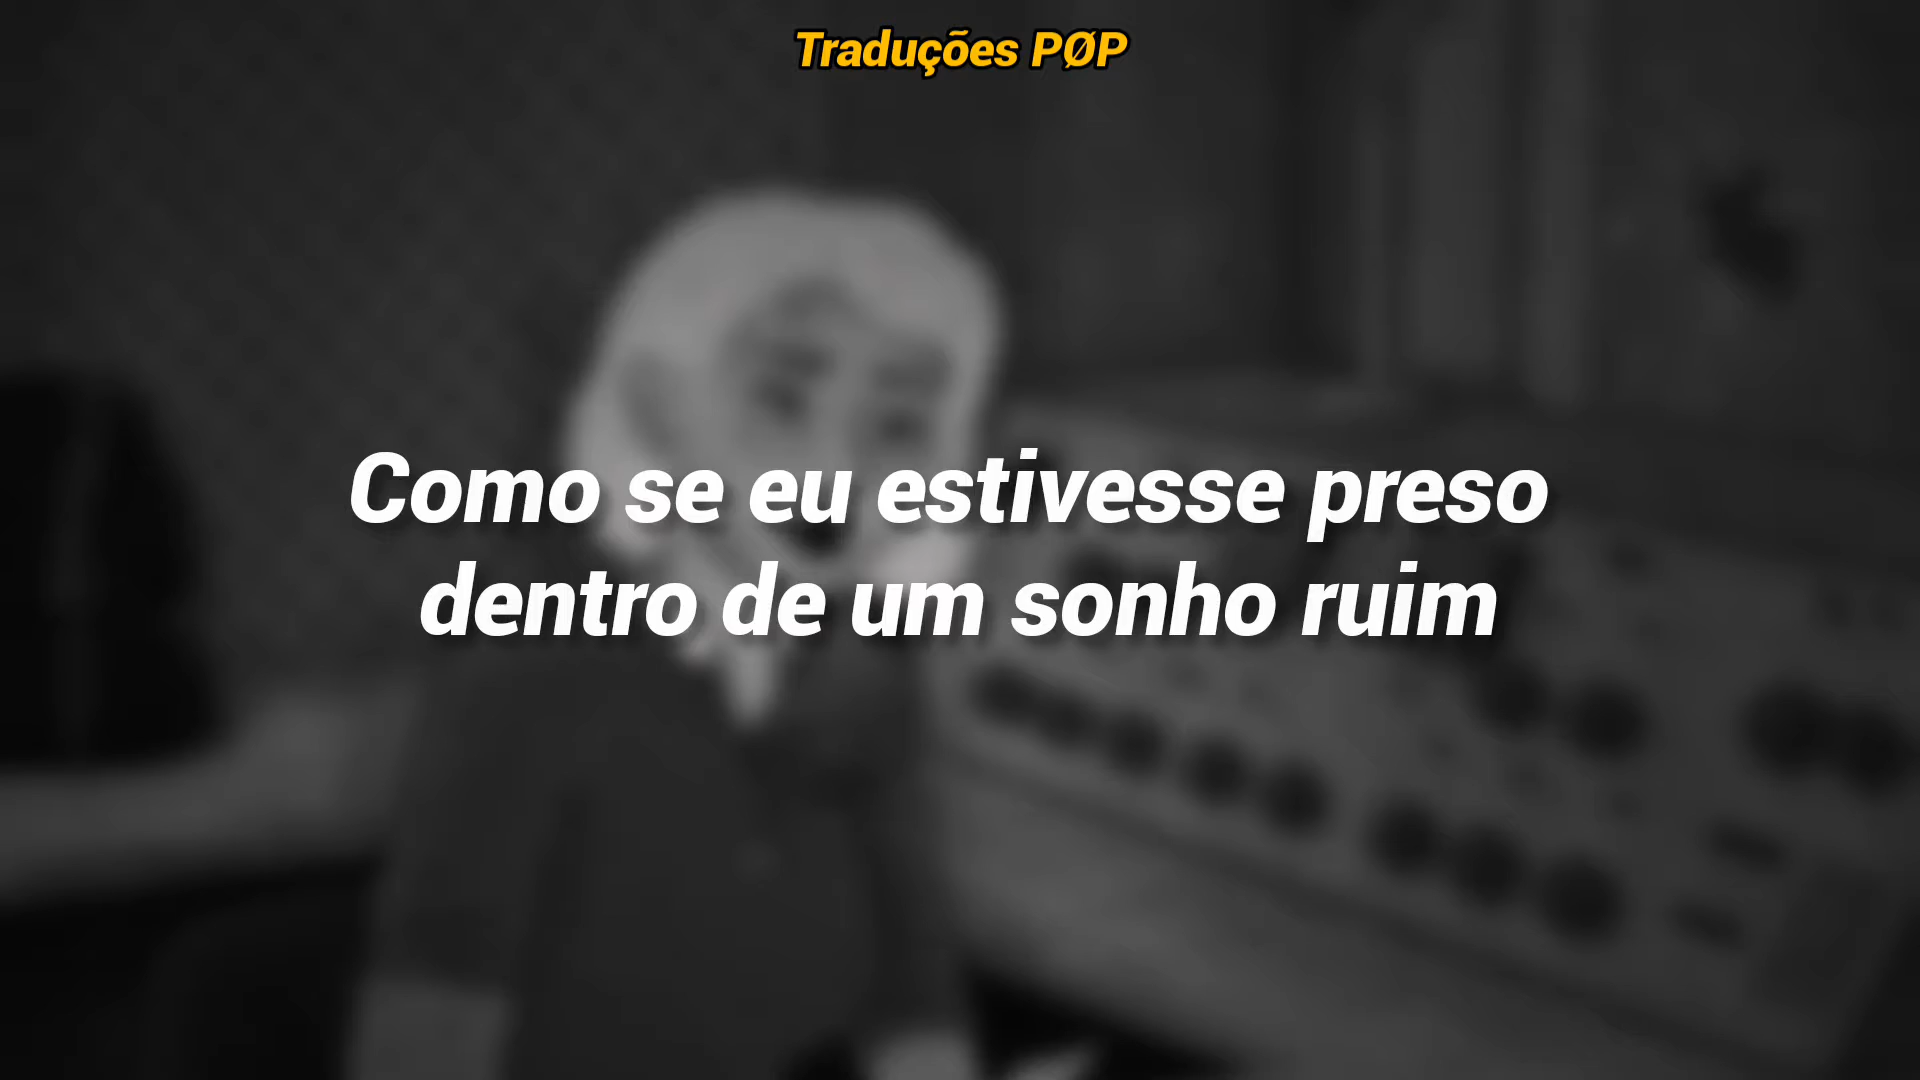 Traduções PØP
Como se eu estivesse preso
dentro de um sonho ruim